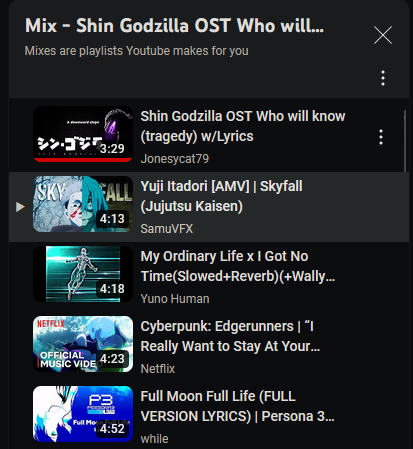 Mix - Shin Godzilla OST Who will...
Mixes are playlists Youtube makes for you
A downward slope
シン・ゴジラ
3:29
Shin Godzilla OST Who will know
(tragedy) w/Lyrics
Jonesycat79
SKY FALL
4:13
Yuji Itadori [AMV] | Skyfall
(Jujutsu Kaisen)
SamuVFX
4:18
My Ordinary Life x I Got No
Time(Slowed+Reverb)(+Wally...
Yuno Human
NETFLIX
OFFICIAL
MUSIC VIDE
4:23
Cyberpunk: Edgerunners | “I
Really Want to Stay At Your...
Netflix
P3
Full Moon Ful
4:52
Full Moon Full Life (FULL
VERSION LYRICS) | Persona 3...
while